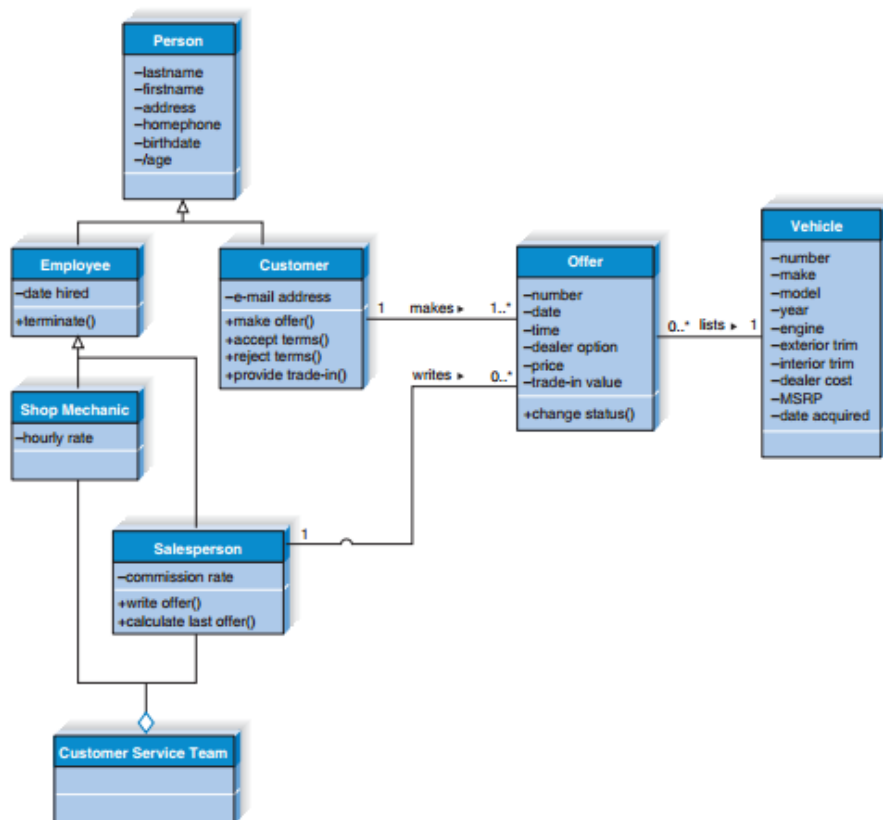 Person
–lastname
–firstname
–address
–homephone
–birthdate
–/age
Employee
–date hired
+terminate()
Customer
–e-mail address
+make offer()
+accept terms()
+reject terms()
+provide trade-in()
1 makes ▸ 1..*
Offer
–number
–date
–time
–dealer option
–price
–trade-in value
+change status()
0..* lists ▸ 1
Vehicle
–number
–make
–model
–year
–engine
–exterior trim
–interior trim
–dealer cost
–MSRP
–date acquired
writes ▸ 0..*
Shop Mechanic
–hourly rate
1
Salesperson
–commission rate
+write offer()
+calculate last offer()
Customer Service Team